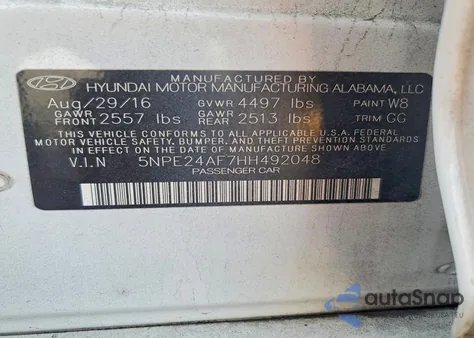 MANUFACTURED BY
HYUNDAI MOTOR MANUFACTURING ALABAMA, LLC
Aug/29/16 GVWR 4497 lbs PAINT W8
GAWR FRONT 2557 lbs GAWR REAR 2513 lbs TRIM GG
THIS VEHICLE CONFORMS TO ALL APPLICABLE U.S.A. FEDERAL
MOTOR VEHICLE SAFETY, BUMPER, AND THEFT PREVENTION STANDARDS
IN EFFECT ON THE DATE OF MANUFACTURE SHOWN ABOVE.
V.I.N 5NPE24AF7HH492048
PASSENGER CAR
autoSnap